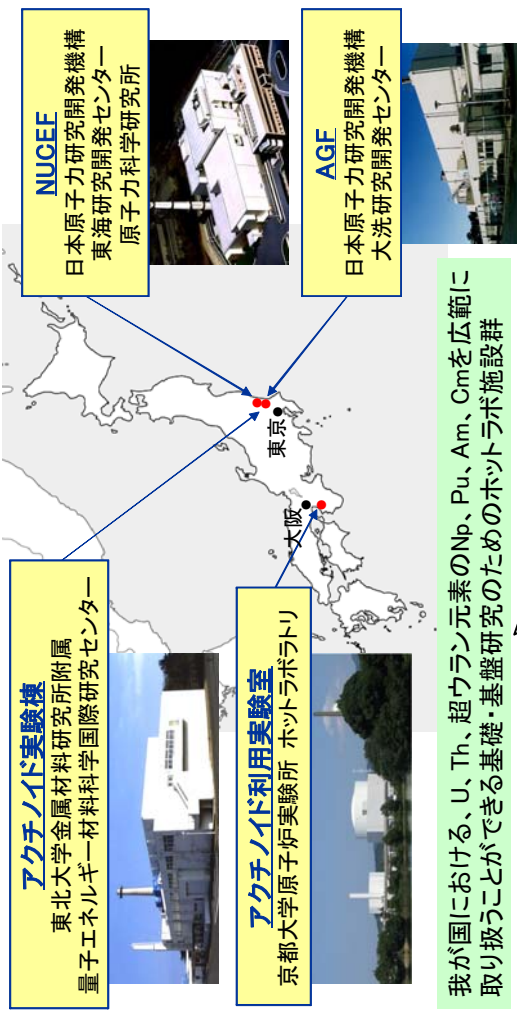 アクチノイド実験棟
東北大学金属材料研究所附属
量子エネルギー材料科学国際研究センター
NUCEF
日本原子力研究開発機構
東海研究開発センター
原子力科学研究所
アクチノイド利用実験室
京都大学原子炉実験所 ホットラボラトリ
AGF
日本原子力研究開発機構
大洗研究開発センター
東京
大阪
我が国における、U、Th、超ウラン元素のNp、Pu、Am、Cmを広範に
取り扱うことができる基礎・基盤研究のためのホットラボ施設群